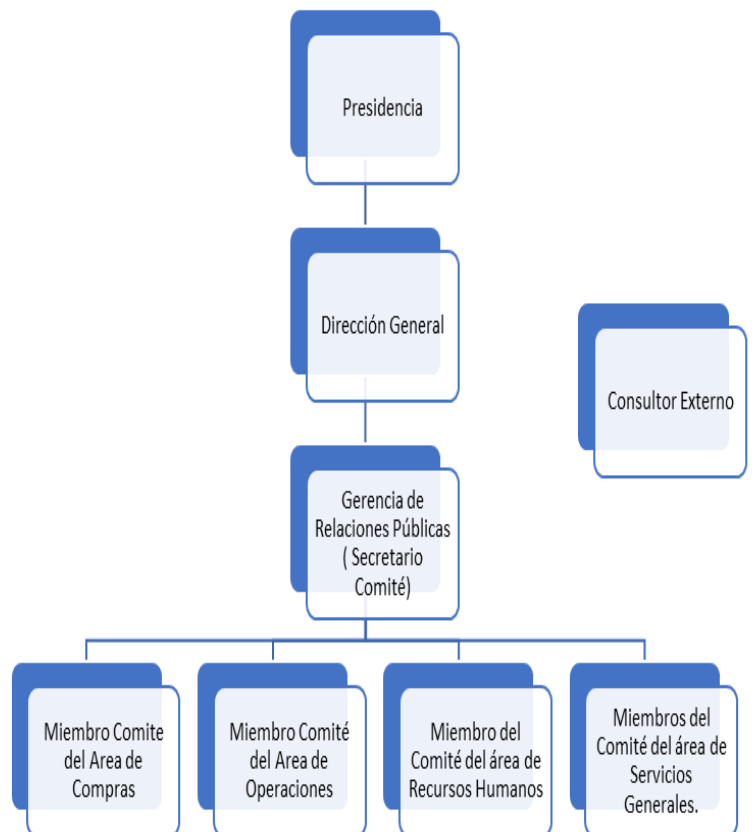 Presidencia
Dirección General
Consultor Externo
Gerencia de
Relaciones Públicas
( Secretario
Comité)
Miembro Comite
del Area de
Compras
Miembro Comité
del Area de
Operaciones
Miembro del
Comité del área de
Recursos Humanos
Miembros del
Comité del área de
Servicios
Generales.